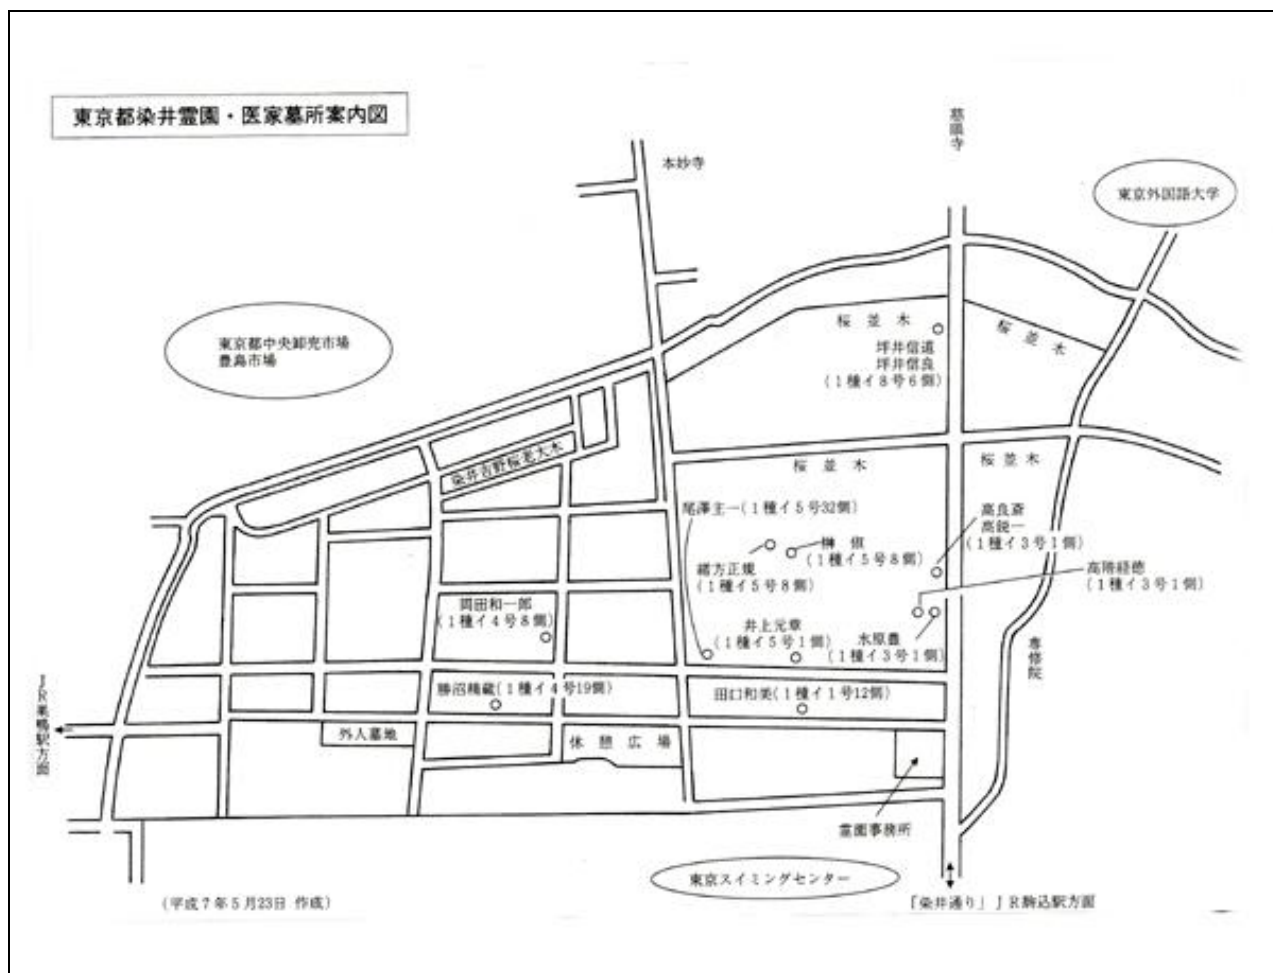 東京都染井霊園・医家墓所案内図
本妙寺
慈眼寺
東京外国語大学
東京都中央卸売市場
豊島市場
桜並木
坪井信道
坪井信良
(1種イ8号6側)
桜並木
染井吉野桜老大木
桜並木
桜並木
尾澤主一(1種イ5号32側)
高良斎
高鋭一
(1種イ3号1側)
榊俶
(1種イ5号8側)
緒方正規
(1種イ5号8側)
高階経徳
(1種イ3号1側)
岡田和一郎
(1種イ4号8側)
井上元章
(1種イ5号1側)
水原豊
(1種イ3号1側)
専修院
JR巣鴨駅方面
勝沼精蔵(1種イ4号19側)
田口和美(1種イ1号12側)
外人墓地
休憩広場
霊園事務所
東京スイミングセンター
(平成7年5月23日 作成)
「染井通り」JR駒込駅方面